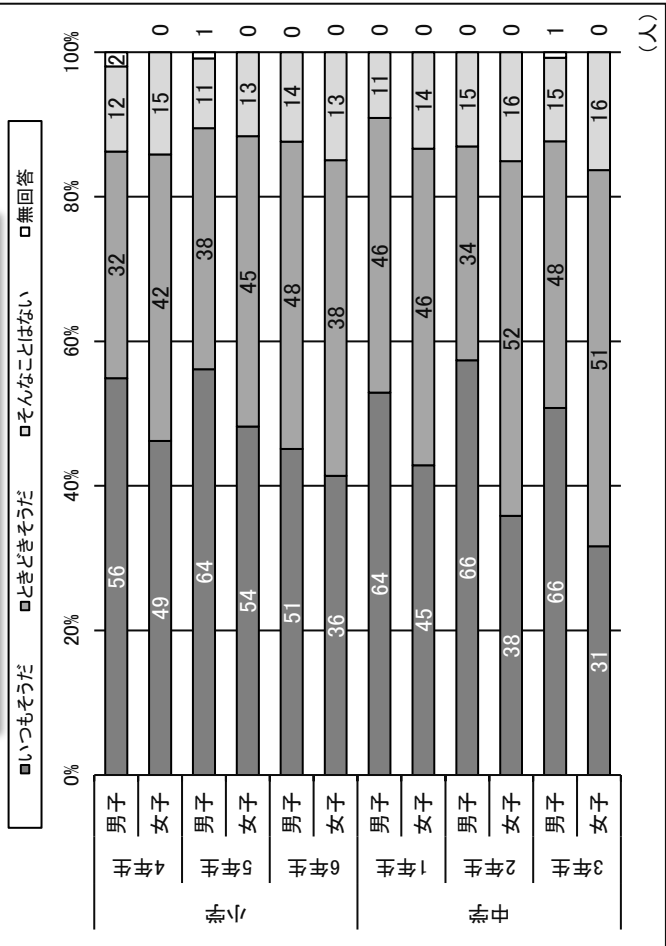 ■いつもそうだ ■ときどきそうだ □そんなことはない □無回答
0% 20% 40% 60% 80% 100%
小学
4年生
男子 56 32 12 2
女子 49 42 15 0
5年生
男子 64 38 11 1
女子 54 45 13 0
6年生
男子 51 48 14 0
女子 36 38 13 0
中学
1年生
男子 64 46 11 0
女子 45 46 14 0
2年生
男子 66 34 15 0
女子 38 52 16 0
3年生
男子 66 48 15 1
女子 31 51 16 0
(人)